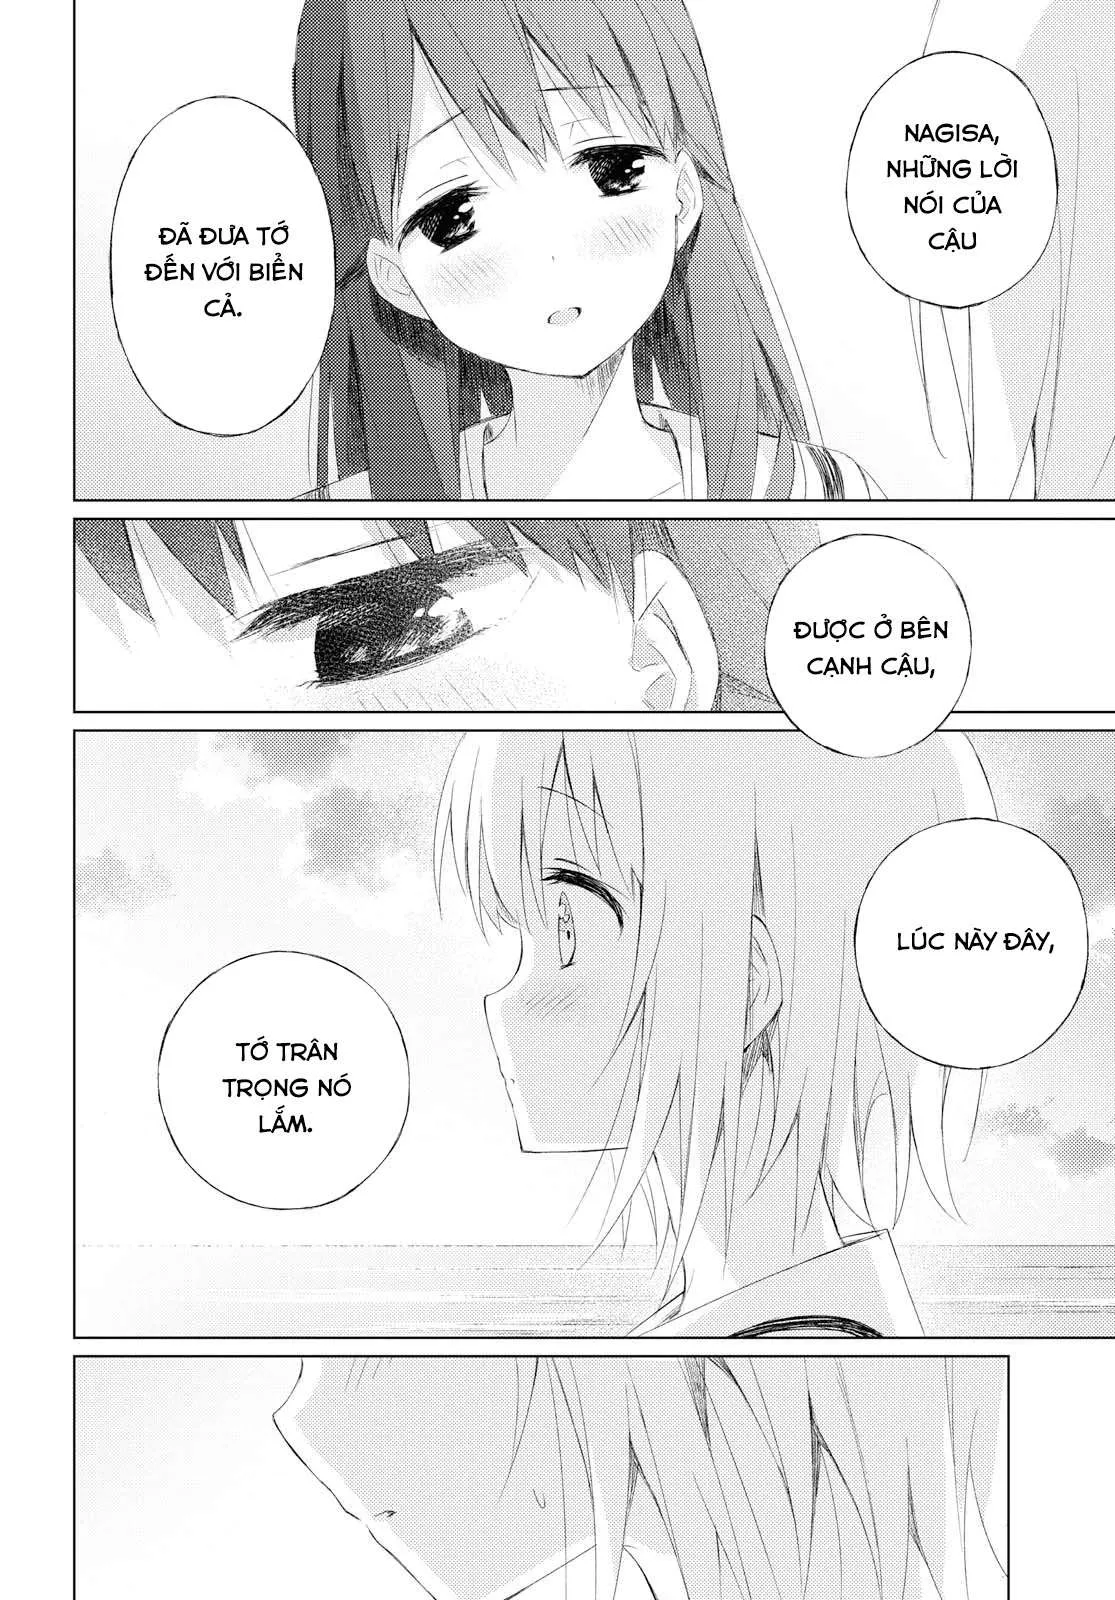 NAGISA,
NHỮNG LỜI
NÓI CỦA
CẬU
ĐÃ ĐƯA TỚ
ĐẾN VỚI BIỂN
CẢ.
ĐƯỢC Ở BÊN
CẠNH CẬU,
LÚC NÀY ĐÂY,
TỚ TRÂN
TRỌNG NÓ
LẮM.